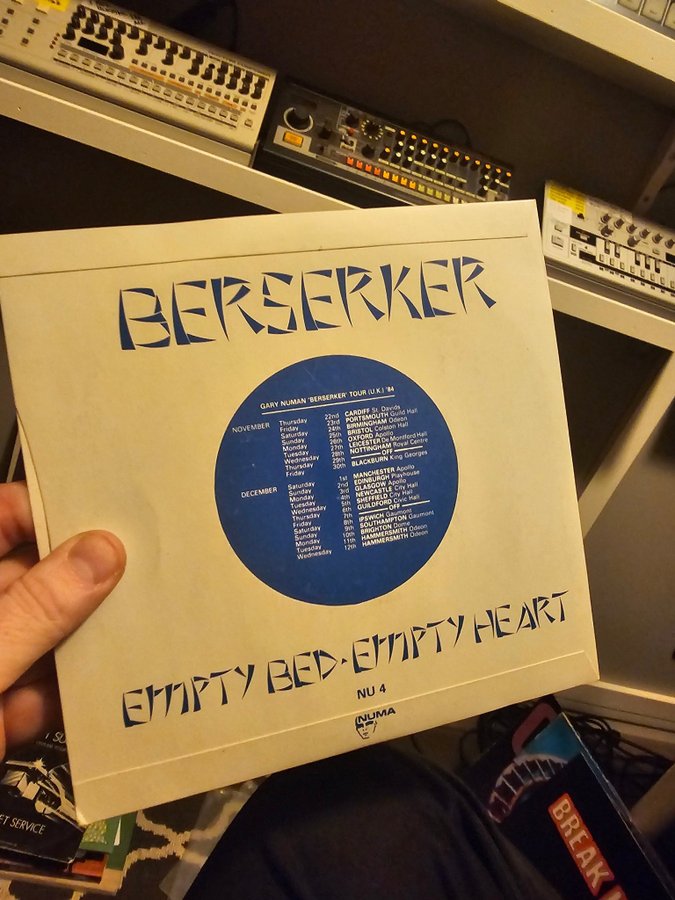 BERSERKER
GARY NUMAN 'BERSERKER' TOUR (U.K.) '84
NOVEMBER Thursday 22nd CARDIFF St. Davids
Friday 23rd PORTSMOUTH Guild Hall
Saturday 24th BIRMINGHAM Odeon
Sunday 25th BRISTOL Colston Hall
Monday 26th OXFORD Apollo
Tuesday 27th LEICESTER De Montford Hall
Wednesday 28th NOTTINGHAM Royal Centre
Thursday 29th OFF
Friday 30th BLACKBURN King Georges
DECEMBER Saturday 1st MANCHESTER Apollo
Sunday 2nd EDINBURGH Playhouse
Monday 3rd GLASGOW Apollo
Tuesday 4th NEWCASTLE City Hall
Wednesday 5th SHEFFIELD City Hall
Thursday 6th GUILDFORD Civic Hall
Friday 7th OFF
Saturday 8th IPSWICH Gaumont
Sunday 9th SOUTHAMPTON Gaumont
Monday 10th BRIGHTON Dome
Tuesday 11th HAMMERSMITH Odeon
Wednesday 12th HAMMERSMITH Odeon
EMPTY BED·EMPTY HEART
NU 4
NUMA
SERVICE
BREAK